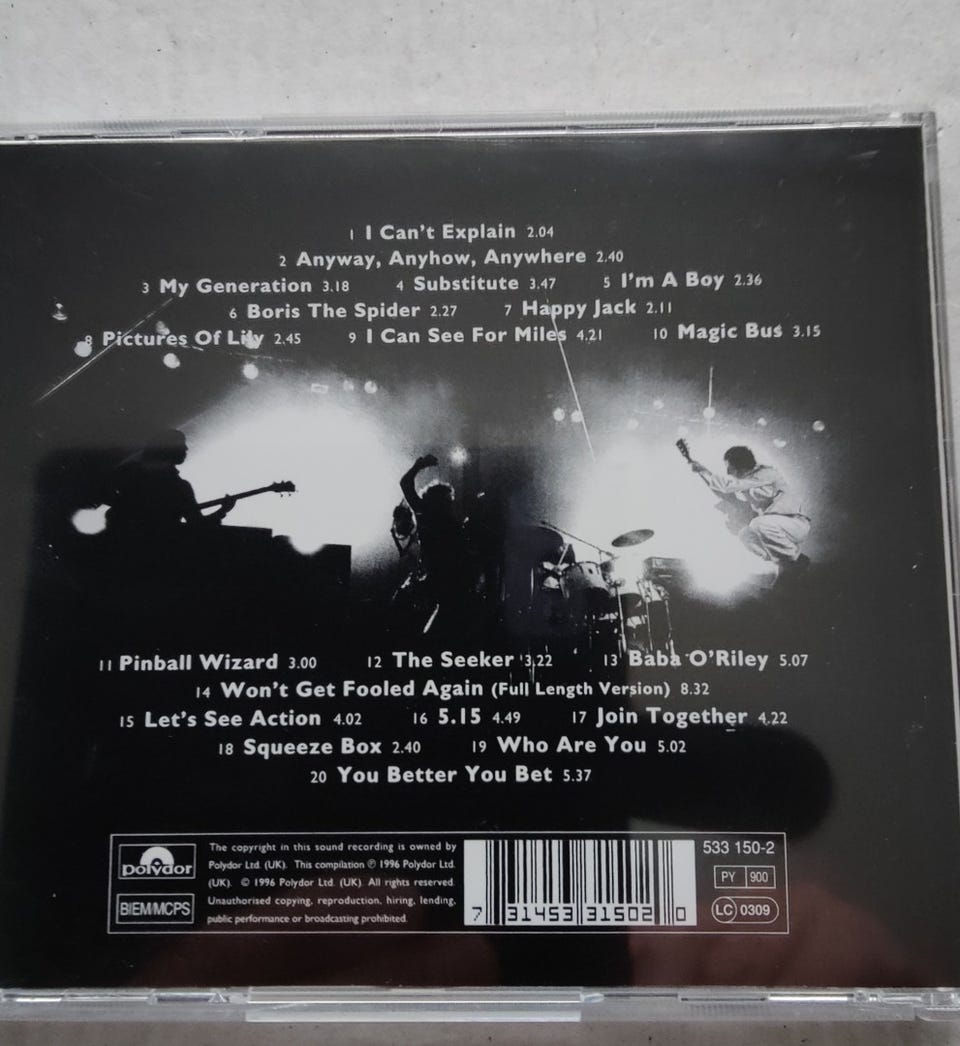 1 I Can't Explain 2.04
2 Anyway, Anyhow, Anywhere 2.40
3 My Generation 3.18 4 Substitute 3.47 5 I'm A Boy 2.36
6 Boris The Spider 2.27 7 Happy Jack 2.11
8 Pictures Of Lily 2.45 9 I Can See For Miles 4.21 10 Magic Bus 3.15
11 Pinball Wizard 3.00 12 The Seeker 3.22 13 Baba O'Riley 5.07
14 Won't Get Fooled Again (Full Length Version) 8.32
15 Let's See Action 4.02 16 5.15 4.49 17 Join Together 4.22
18 Squeeze Box 2.40 19 Who Are You 5.02
20 You Better You Bet 5.37
polydor
BIEM/MCPS
The copyright in this sound recording is owned by
Polydor Ltd. (UK). This compilation ℗ 1996 Polydor Ltd.
(UK). © 1996 Polydor Ltd. (UK). All rights reserved.
Unauthorised copying, reproduction, hiring, lending,
public performance or broadcasting prohibited.
7 31453 31502 0
533 150-2
PY 900
LC 0309